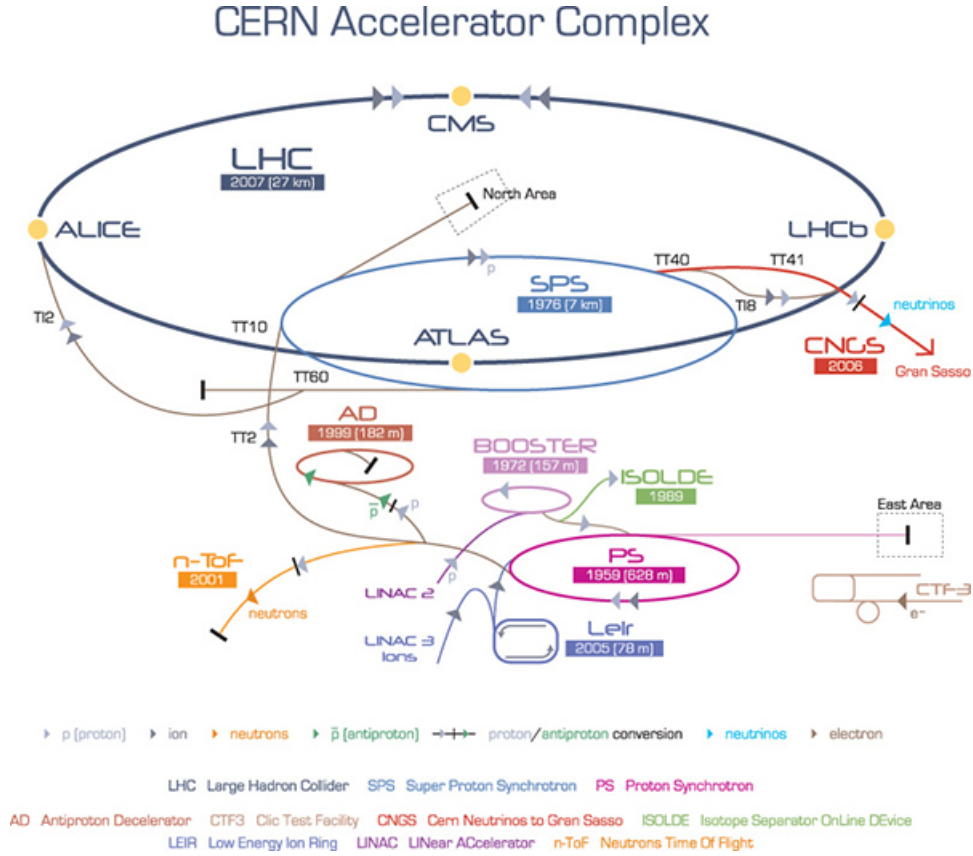 CERN Accelerator Complex
CMS
LHC
2007 (27 km)
North Area
ALICE
LHCb
TT40
TT41
SPS
1976 (7 km)
p
TI8
neutrinos
TI2
TT10
ATLAS
CNGS
2006
Gran Sasso
TT60
AD
1999 (182 m)
TT2
BOOSTER
1972 (157 m)
ISOLDE
1989
p̅
p
East Area
n-ToF
2001
PS
1959 (628 m)
p
LINAC 2
neutrons
CTF-3
e-
LINAC 3
Ions
Leir
2005 (78 m)
p (proton) ion neutrons p̅ (antiproton) proton/antiproton conversion neutrinos electron
LHC Large Hadron Collider SPS Super Proton Synchrotron PS Proton Synchrotron
AD Antiproton Decelerator CTF3 Clic Test Facility CNGS Cern Neutrinos to Gran Sasso ISOLDE Isotope Separator OnLine DEvice
LEIR Low Energy Ion Ring LINAC LINear ACcelerator n-ToF Neutrons Time Of Flight